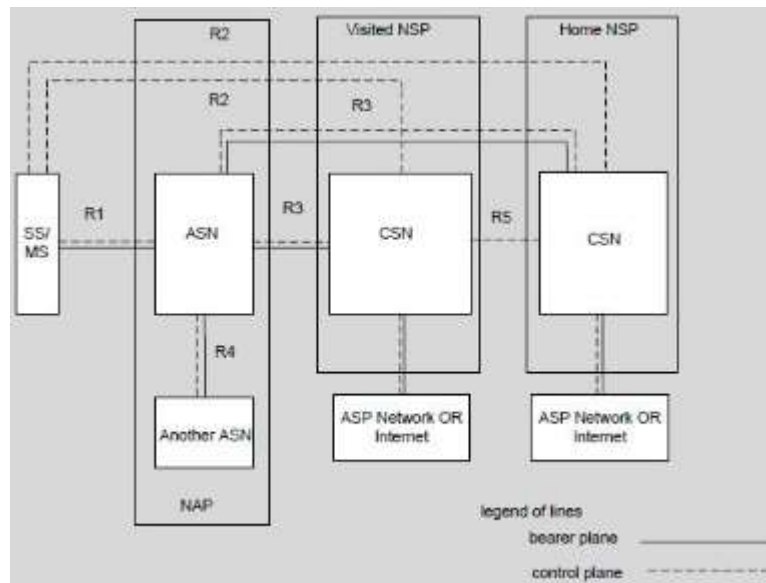 R2
Visited NSP
Home NSP
R2
R3
R1
SS/
MS
ASN
R3
CSN
R5
CSN
R4
Another ASN
ASP Network OR
Internet
ASP Network OR
Internet
NAP
legend of lines
bearer plane
control plane